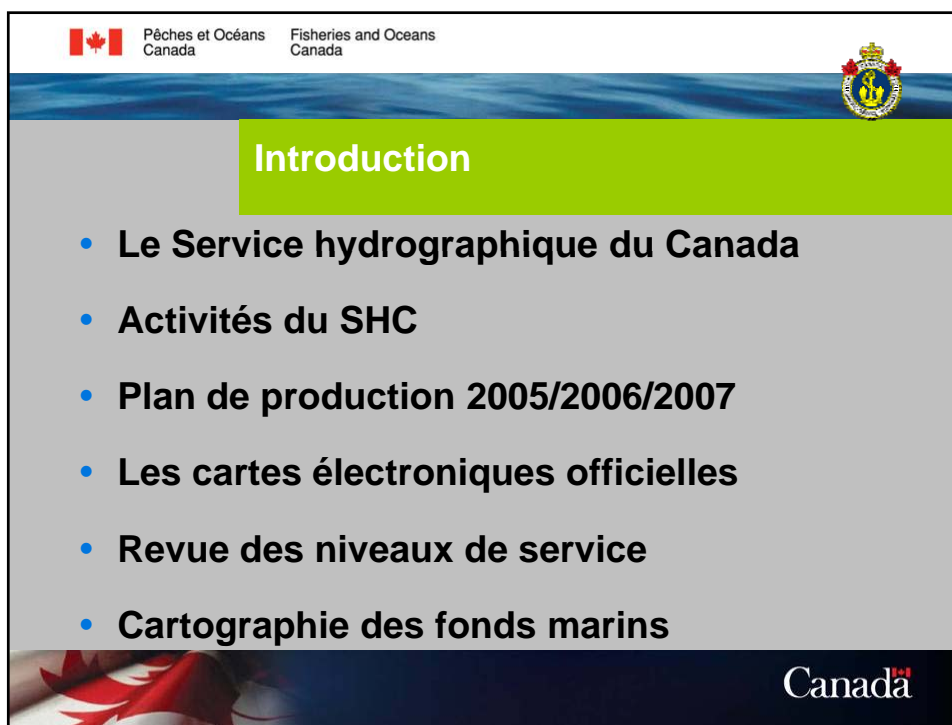 Pêches et Océans Fisheries and Oceans
Canada Canada
Introduction
• Le Service hydrographique du Canada
• Activités du SHC
• Plan de production 2005/2006/2007
• Les cartes électroniques officielles
• Revue des niveaux de service
• Cartographie des fonds marins
Canada